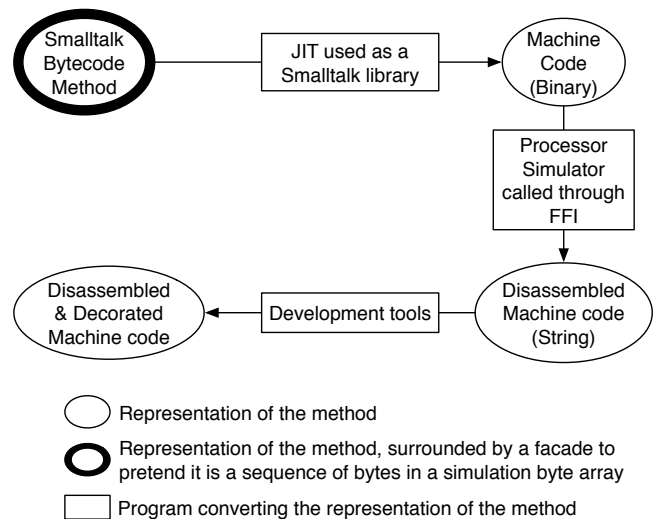 Smalltalk
Bytecode
Method
JIT used as a
Smalltalk library
Machine
Code
(Binary)
Processor
Simulator
called through
FFI
Disassembled
& Decorated
Machine code
Development tools
Disassembled
Machine code
(String)
Representation of the method
Representation of the method, surrounded by a facade to
pretend it is a sequence of bytes in a simulation byte array
Program converting the representation of the method